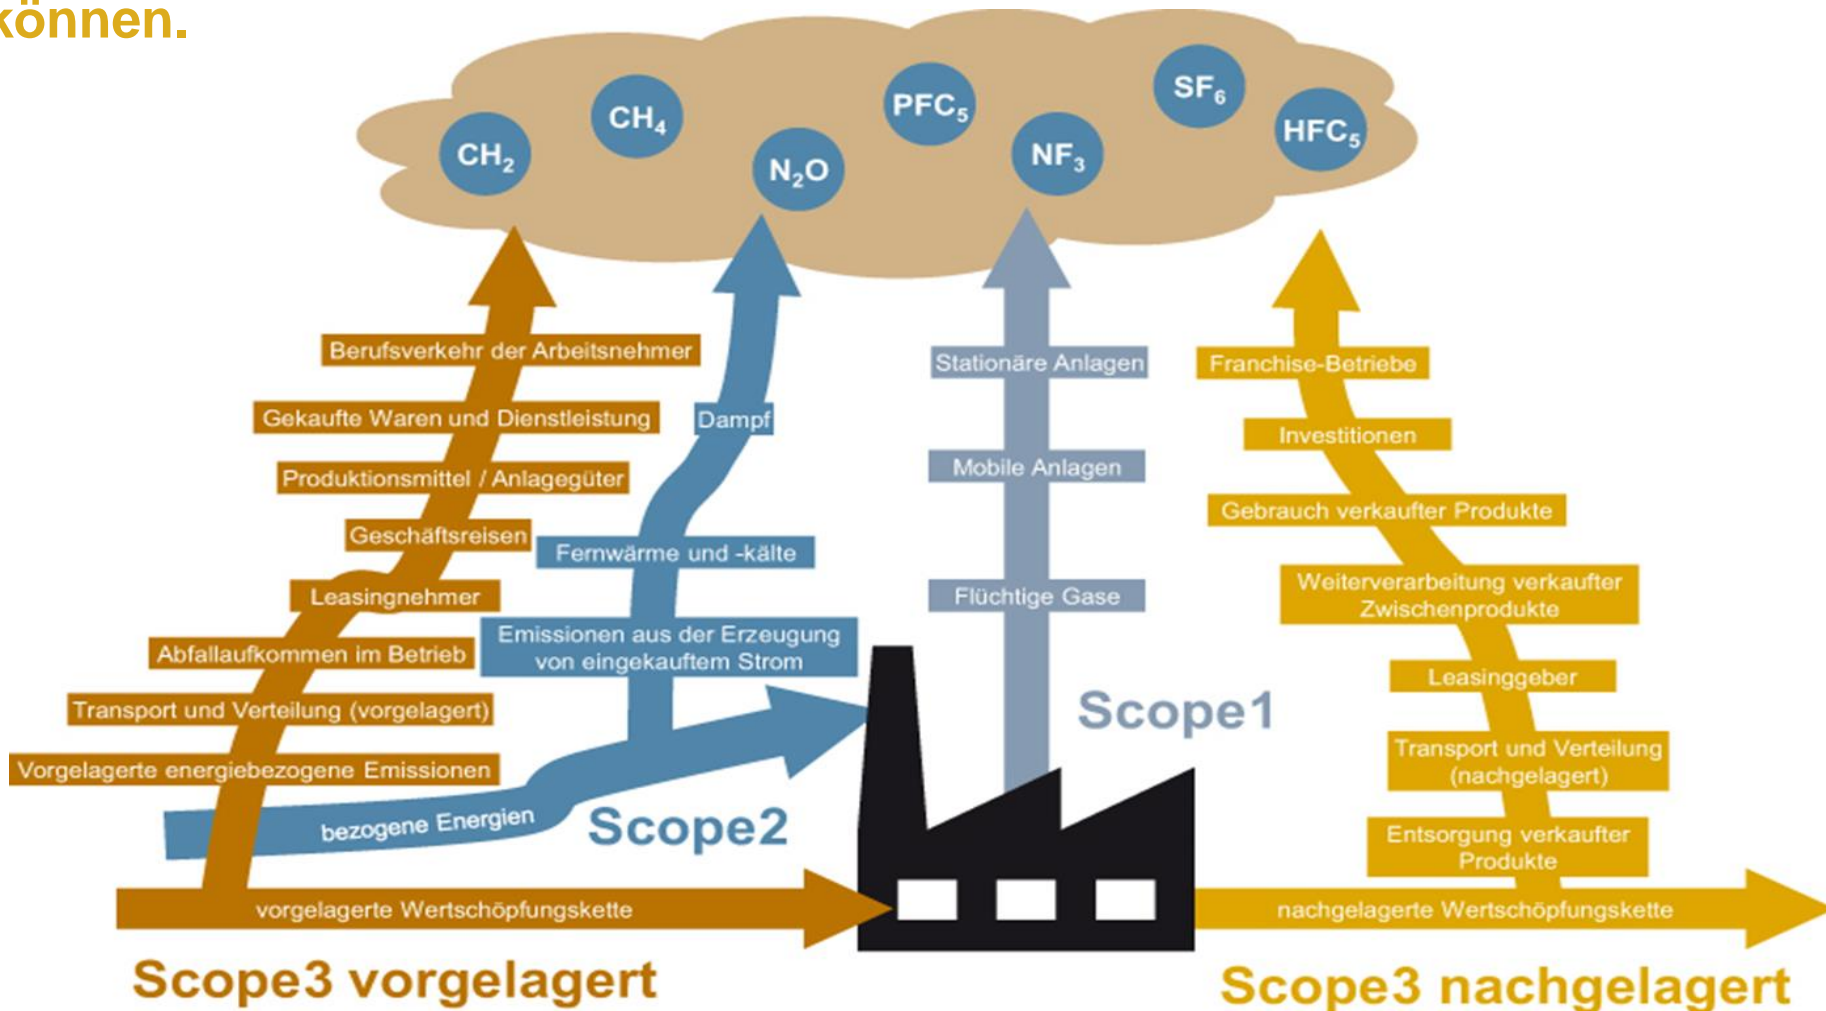 können.
CH₂
CH₄
N₂O
PFC₅
NF₃
SF₆
HFC₅
Berufsverkehr der Arbeitsnehmer
Gekaufte Waren und Dienstleistung
Produktionsmittel / Anlagegüter
Geschäftsreisen
Leasingnehmer
Abfallaufkommen im Betrieb
Transport und Verteilung (vorgelagert)
Vorgelagerte energiebezogene Emissionen
Dampf
Fernwärme und -kälte
Emissionen aus der Erzeugung
von eingekauftem Strom
bezogene Energien
Scope2
Stationäre Anlagen
Mobile Anlagen
Flüchtige Gase
Scope1
Franchise-Betriebe
Investitionen
Gebrauch verkaufter Produkte
Weiterverarbeitung verkaufter
Zwischenprodukte
Leasinggeber
Transport und Verteilung
(nachgelagert)
Entsorgung verkaufter
Produkte
vorgelagerte Wertschöpfungskette
nachgelagerte Wertschöpfungskette
Scope3 vorgelagert
Scope3 nachgelagert